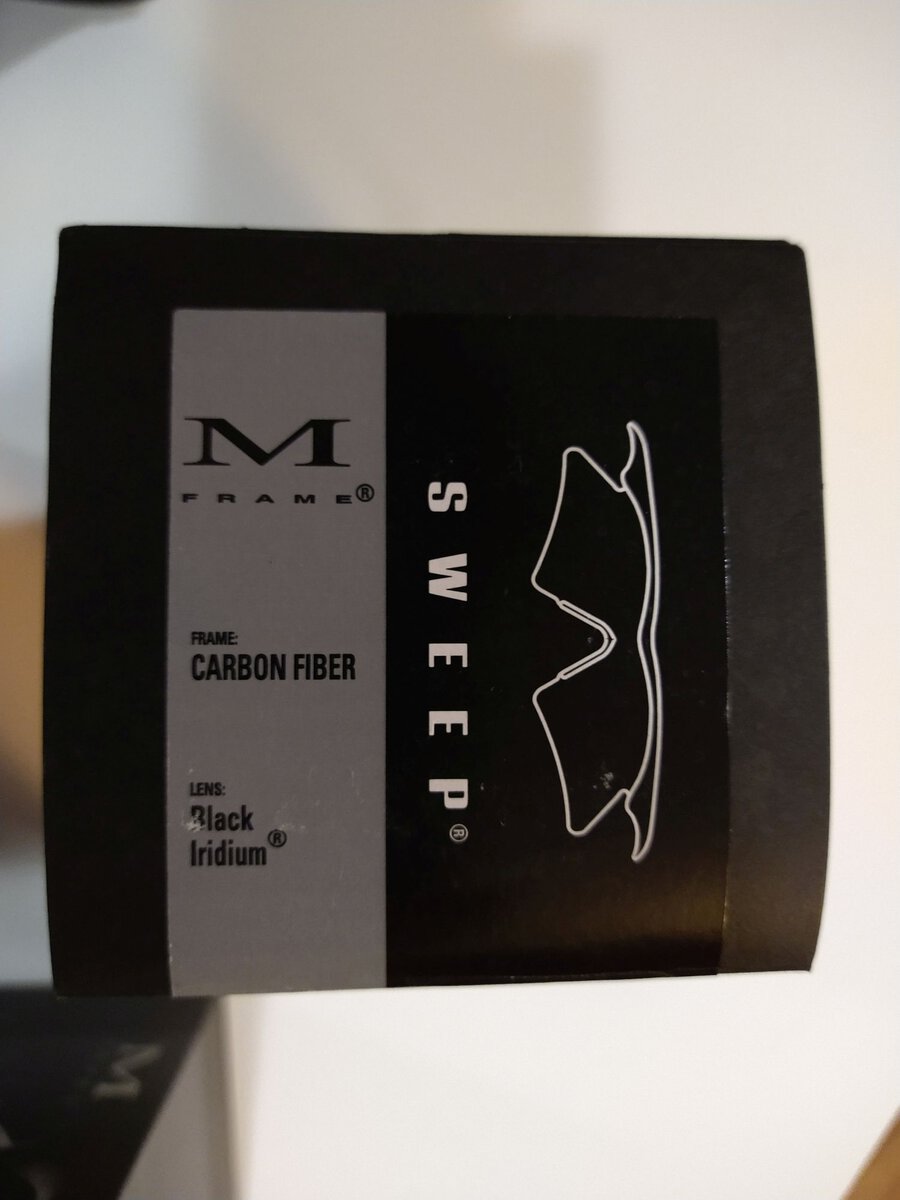 M
FRAME®
FRAME:
CARBON FIBER
LENS:
Black
Iridium®
SWEEP®
M